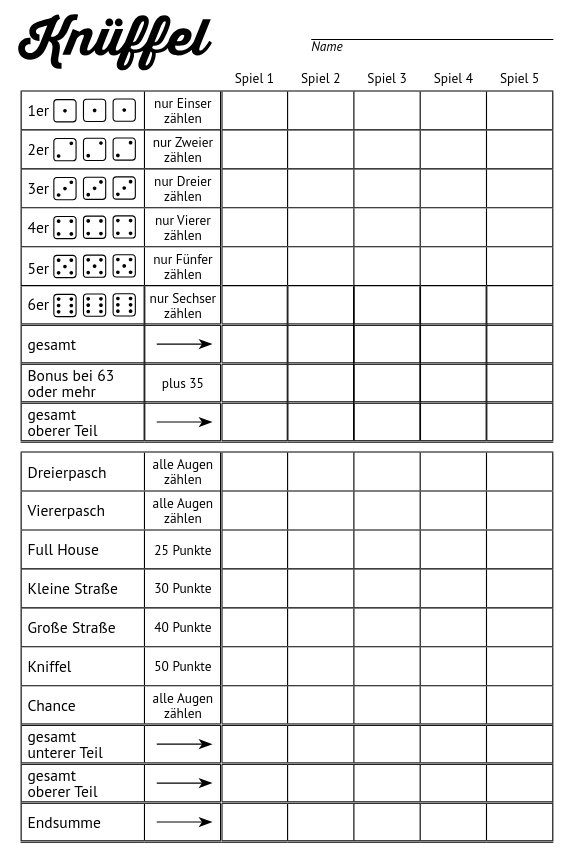 Knüffel
Name
Spiel 1 Spiel 2 Spiel 3 Spiel 4 Spiel 5
1er nur Einser
zählen
2er nur Zweier
zählen
3er nur Dreier
zählen
4er nur Vierer
zählen
5er nur Fünfer
zählen
6er nur Sechser
zählen
gesamt
Bonus bei 63
oder mehr
plus 35
gesamt
oberer Teil
Dreierpasch
alle Augen
zählen
Viererpasch
alle Augen
zählen
Full House 25 Punkte
Kleine Straße 30 Punkte
Große Straße 40 Punkte
Kniffel 50 Punkte
Chance
alle Augen
zählen
gesamt
unterer Teil
gesamt
oberer Teil
Endsumme